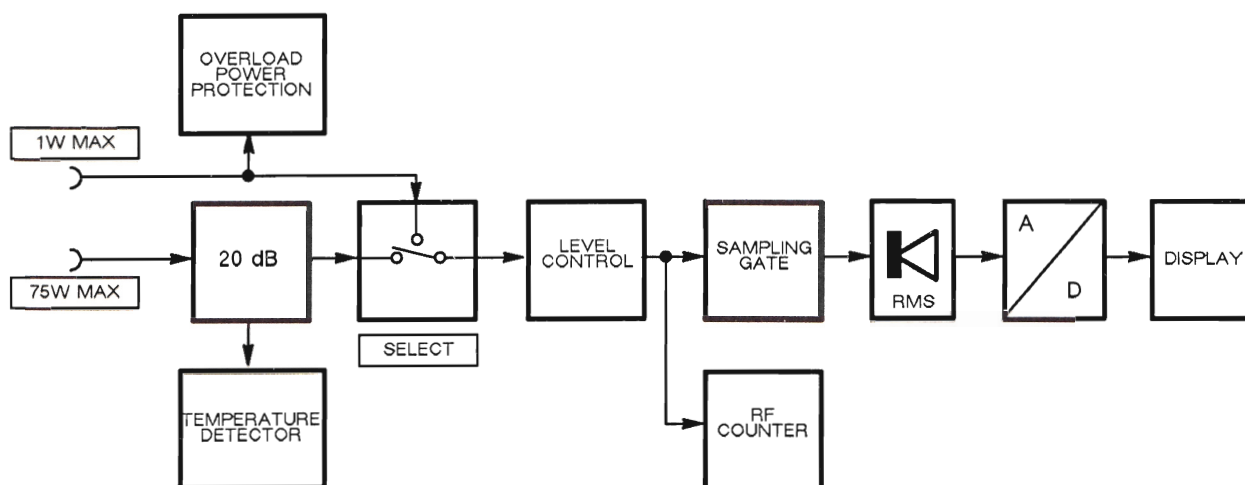 OVERLOAD
POWER
PROTECTION
1W MAX
75W MAX
20 dB
TEMPERATURE
DETECTOR
SELECT
LEVEL
CONTROL
SAMPLING
GATE
RF
COUNTER
RMS
A
D
DISPLAY